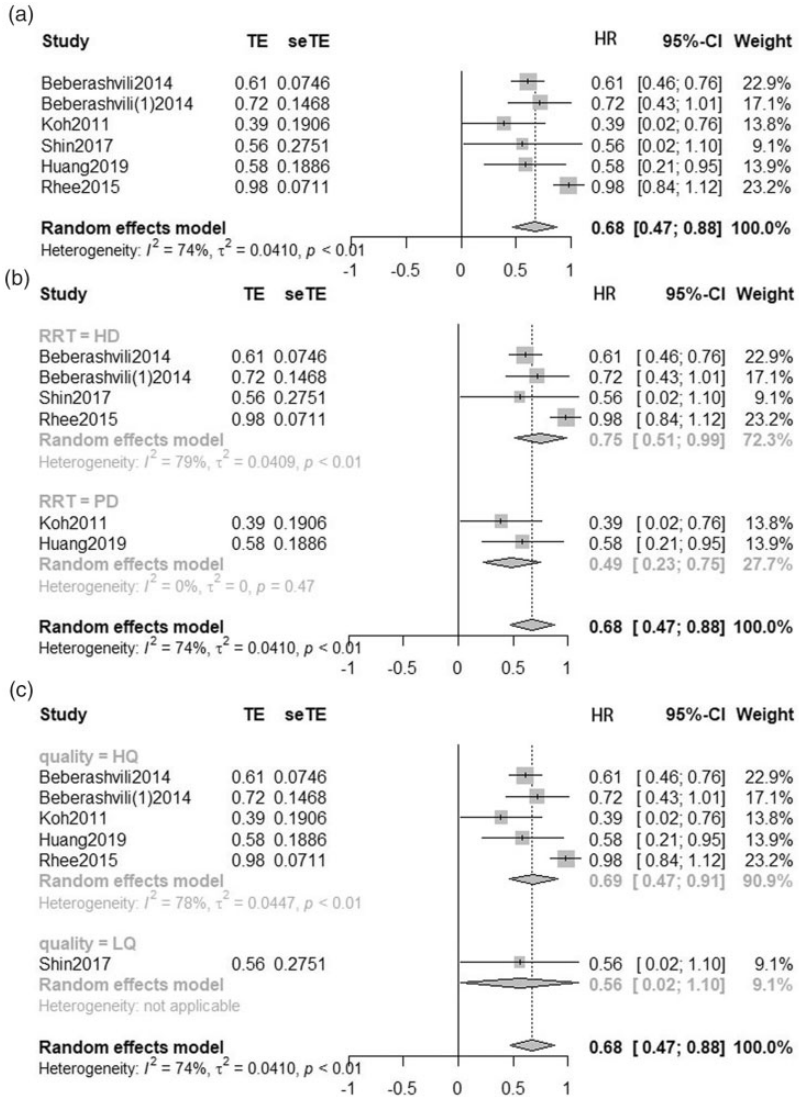 (a)
Study TE seTE HR 95%-CI Weight
Beberashvili2014 0.61 0.0746 0.61 [0.46; 0.76] 22.9%
Beberashvili(1)2014 0.72 0.1468 0.72 [0.43; 1.01] 17.1%
Koh2011 0.39 0.1906 0.39 [0.02; 0.76] 13.8%
Shin2017 0.56 0.2751 0.56 [0.02; 1.10] 9.1%
Huang2019 0.58 0.1886 0.58 [0.21; 0.95] 13.9%
Rhee2015 0.98 0.0711 0.98 [0.84; 1.12] 23.2%
Random effects model 0.68 [0.47; 0.88] 100.0%
Heterogeneity: I² = 74%, τ² = 0.0410, p < 0.01
-1 -0.5 0 0.5 1
(b)
Study TE seTE HR 95%-CI Weight
RRT = HD
Beberashvili2014 0.61 0.0746 0.61 [ 0.46; 0.76] 22.9%
Beberashvili(1)2014 0.72 0.1468 0.72 [ 0.43; 1.01] 17.1%
Shin2017 0.56 0.2751 0.56 [ 0.02; 1.10] 9.1%
Rhee2015 0.98 0.0711 0.98 [ 0.84; 1.12] 23.2%
Random effects model 0.75 [ 0.51; 0.99] 72.3%
Heterogeneity: I² = 79%, τ² = 0.0409, p < 0.01
RRT = PD
Koh2011 0.39 0.1906 0.39 [ 0.02; 0.76] 13.8%
Huang2019 0.58 0.1886 0.58 [ 0.21; 0.95] 13.9%
Random effects model 0.49 [ 0.23; 0.75] 27.7%
Heterogeneity: I² = 0%, τ² = 0, p = 0.47
Random effects model 0.68 [ 0.47; 0.88] 100.0%
Heterogeneity: I² = 74%, τ² = 0.0410, p < 0.01
-1 -0.5 0 0.5 1
(c)
Study TE seTE HR 95%-CI Weight
quality = HQ
Beberashvili2014 0.61 0.0746 0.61 [ 0.46; 0.76] 22.9%
Beberashvili(1)2014 0.72 0.1468 0.72 [ 0.43; 1.01] 17.1%
Koh2011 0.39 0.1906 0.39 [ 0.02; 0.76] 13.8%
Huang2019 0.58 0.1886 0.58 [ 0.21; 0.95] 13.9%
Rhee2015 0.98 0.0711 0.98 [ 0.84; 1.12] 23.2%
Random effects model 0.69 [ 0.47; 0.91] 90.9%
Heterogeneity: I² = 78%, τ² = 0.0447, p < 0.01
quality = LQ
Shin2017 0.56 0.2751 0.56 [ 0.02; 1.10] 9.1%
Random effects model 0.56 [ 0.02; 1.10] 9.1%
Heterogeneity: not applicable
Random effects model 0.68 [ 0.47; 0.88] 100.0%
Heterogeneity: I² = 74%, τ² = 0.0410, p < 0.01
-1 -0.5 0 0.5 1